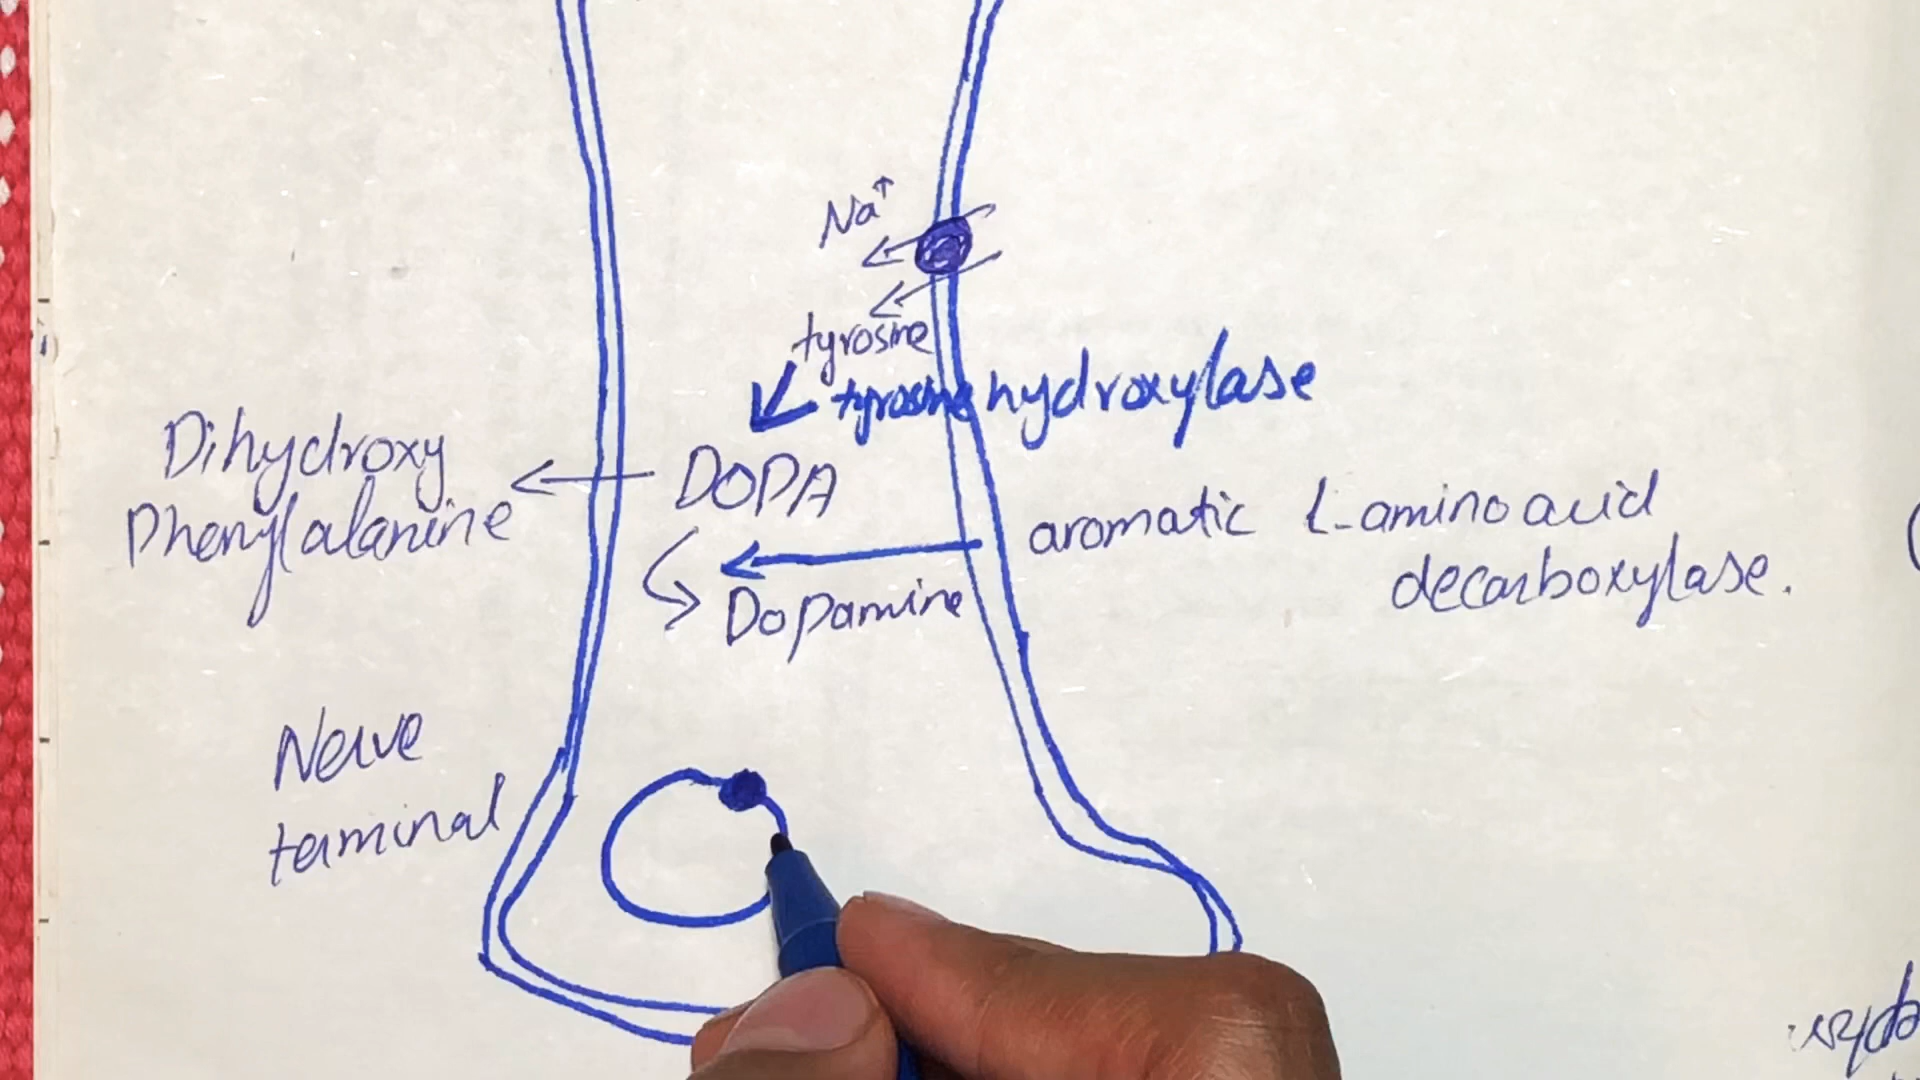 Na+
tyrosine
tyrosine hydroxylase
Dihydroxy
Phenylalanine
DOPA
aromatic L-amino acid
decarboxylase.
Dopamine
Nerve
terminal